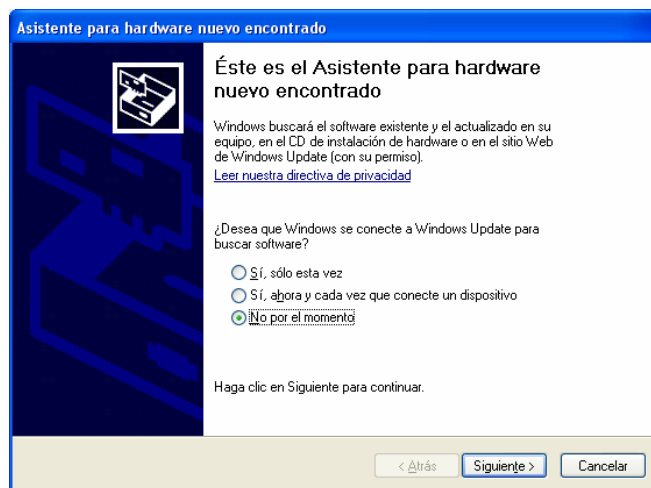 Asistente para hardware nuevo encontrado
Éste es el Asistente para hardware
nuevo encontrado
Windows buscará el software existente y el actualizado en su
equipo, en el CD de instalación de hardware o en el sitio Web
de Windows Update (con su permiso).
Leer nuestra directiva de privacidad
¿Desea que Windows se conecte a Windows Update para
buscar software?
Sí, sólo esta vez
Sí, ahora y cada vez que conecte un dispositivo
No por el momento
Haga clic en Siguiente para continuar.
< Atrás Siguiente > Cancelar